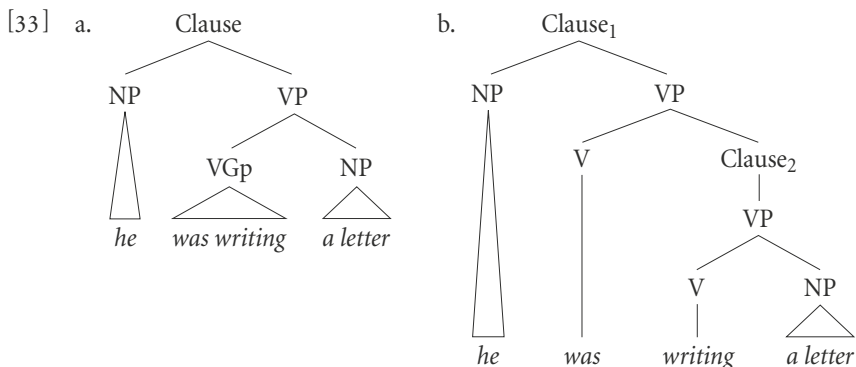 [33] a. Clause b. Clause1
NP VP NP VP
VGp NP V Clause2
VP
he was writing a letter V NP
he was writing a letter